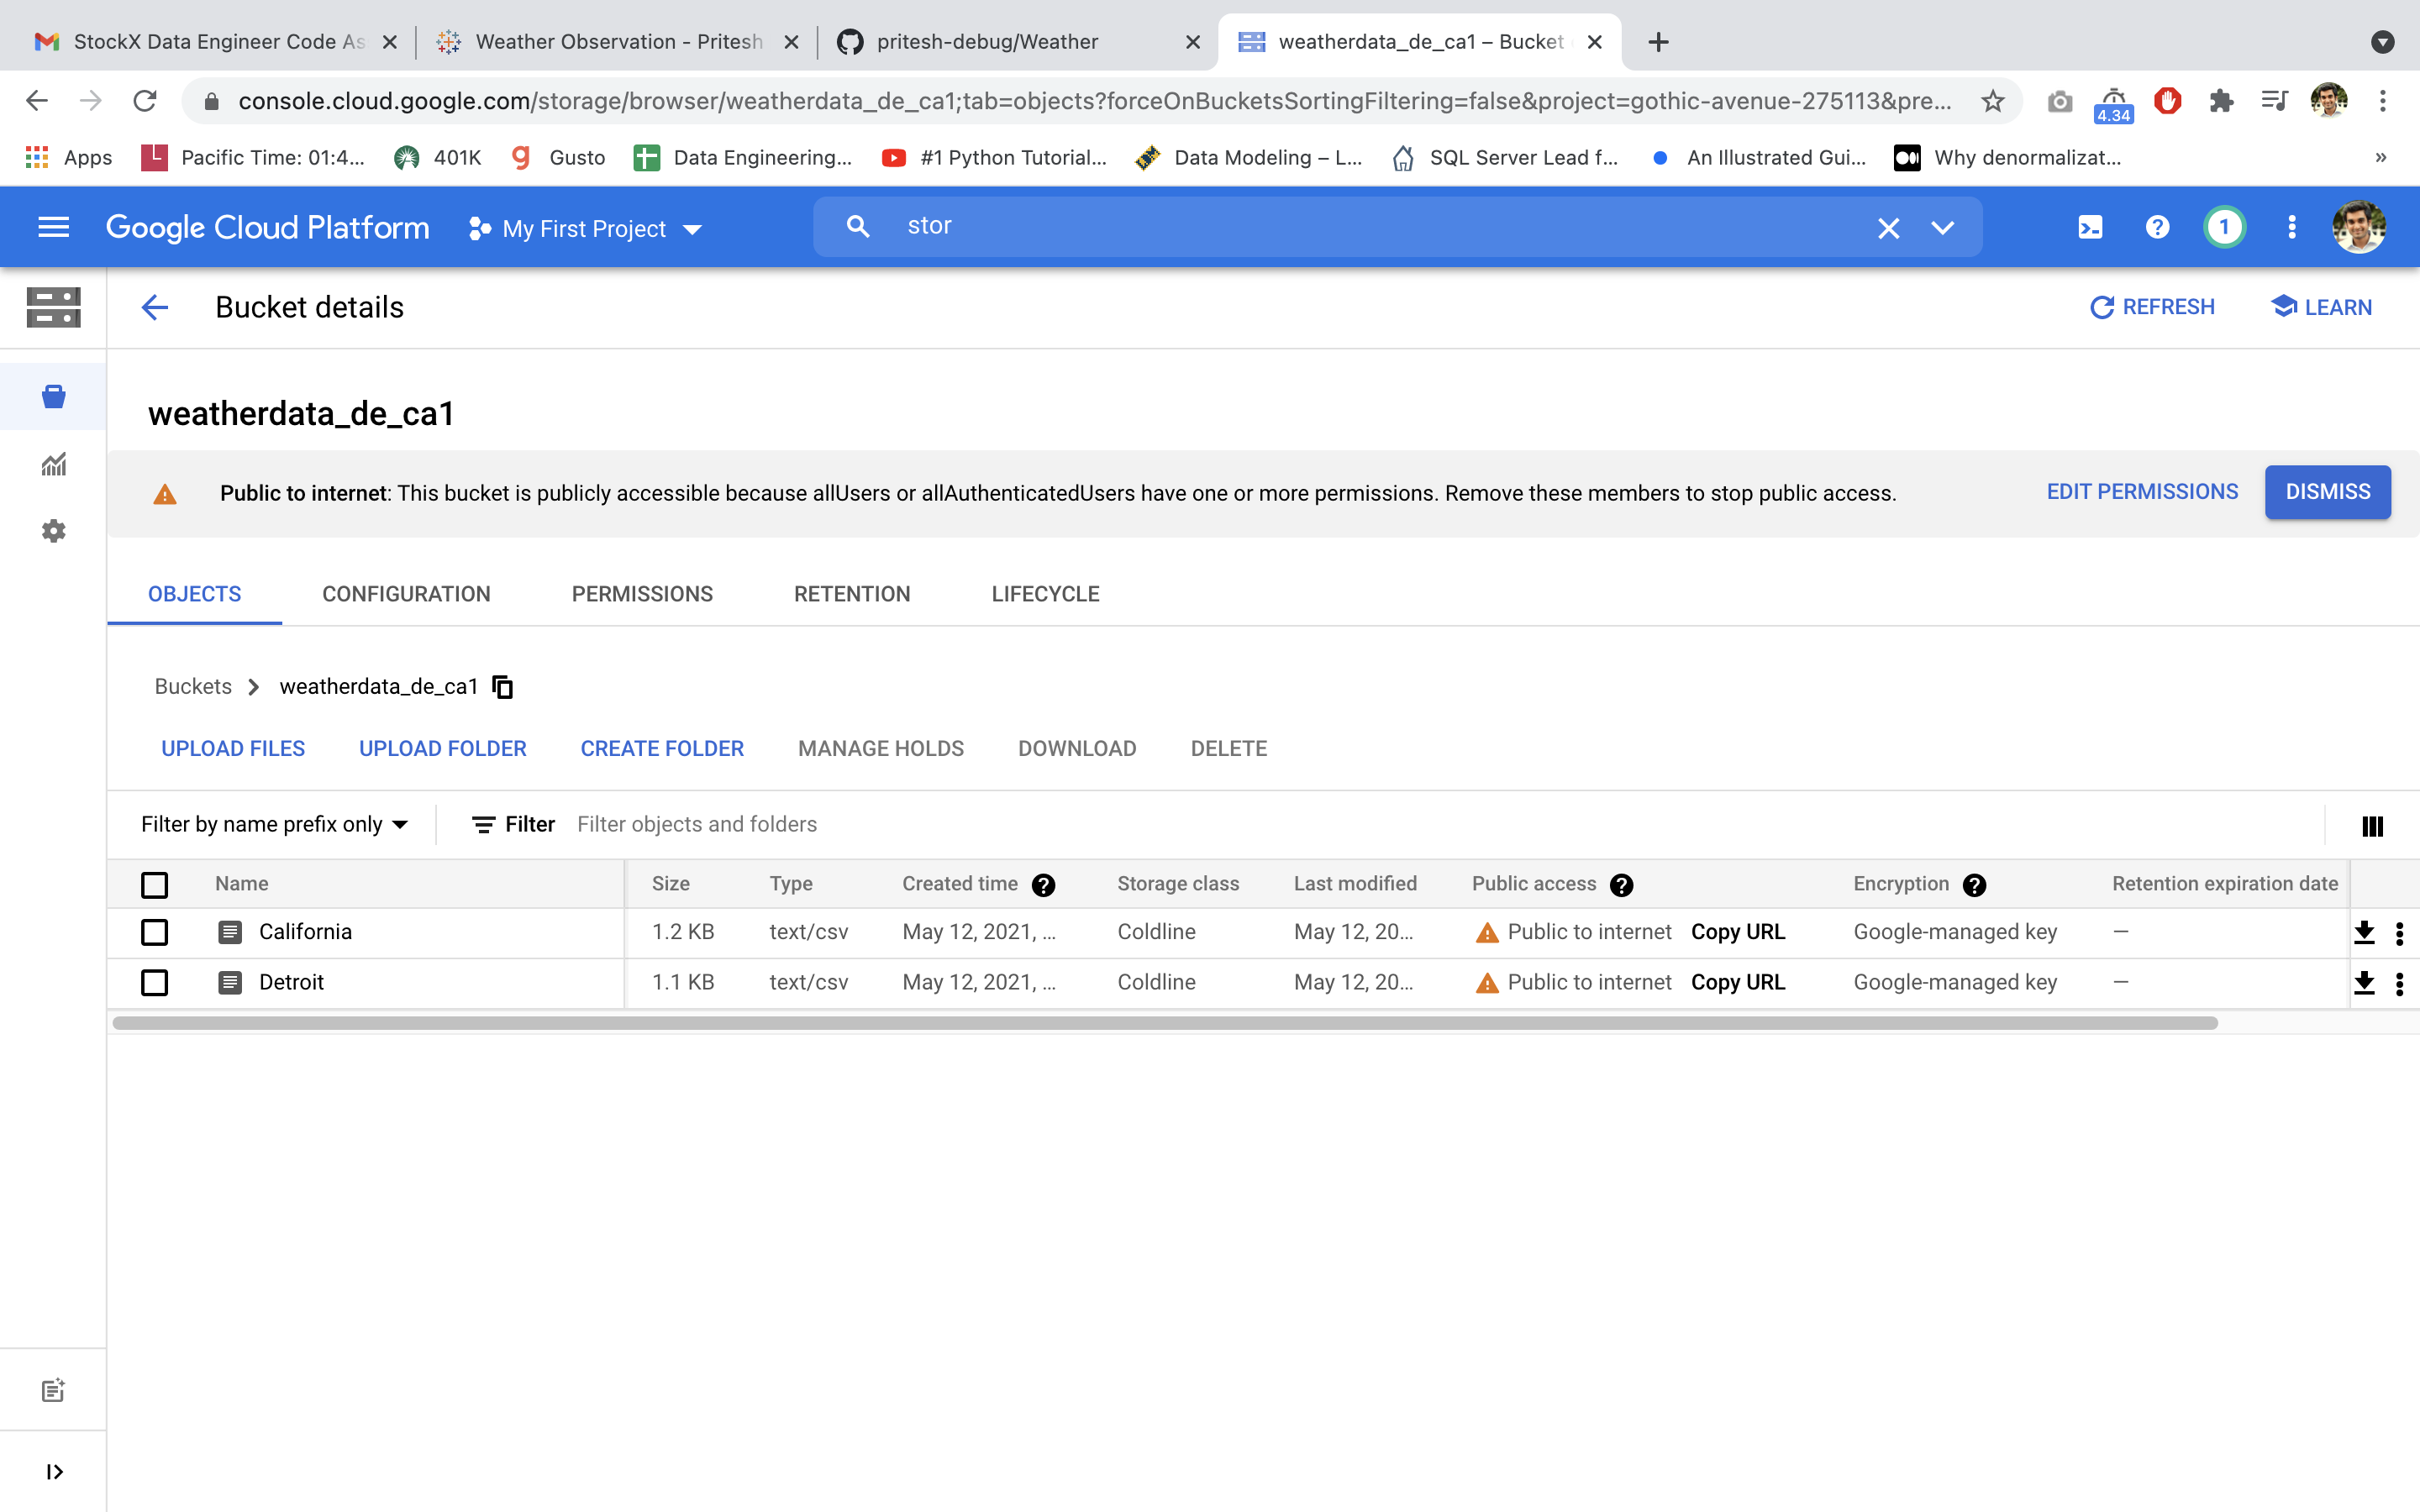 StockX Data Engineer Code As
Weather Observation - Pritesh
pritesh-debug/Weather
weatherdata_de_ca1 – Bucket
console.cloud.google.com/storage/browser/weatherdata_de_ca1;tab=objects?forceOnBucketsSortingFiltering=false&project=gothic-avenue-275113&pre...
4.34
Apps
Pacific Time: 01:4...
401K
Gusto
Data Engineering...
#1 Python Tutorial...
Data Modeling – L...
SQL Server Lead f...
An Illustrated Gui...
Why denormalizat...
»
Google Cloud Platform
My First Project
stor
1
Bucket details
REFRESH
LEARN
weatherdata_de_ca1
Public to internet: This bucket is publicly accessible because allUsers or allAuthenticatedUsers have one or more permissions. Remove these members to stop public access.
EDIT PERMISSIONS
DISMISS
OBJECTS CONFIGURATION PERMISSIONS RETENTION LIFECYCLE
Buckets > weatherdata_de_ca1
UPLOAD FILES UPLOAD FOLDER CREATE FOLDER MANAGE HOLDS DOWNLOAD DELETE
Filter by name prefix only Filter Filter objects and folders
Name Size Type Created time Storage class Last modified Public access Encryption Retention expiration date
California 1.2 KB text/csv May 12, 2021, ... Coldline May 12, 20... Public to internet Copy URL Google-managed key —
Detroit 1.1 KB text/csv May 12, 2021, ... Coldline May 12, 20... Public to internet Copy URL Google-managed key —